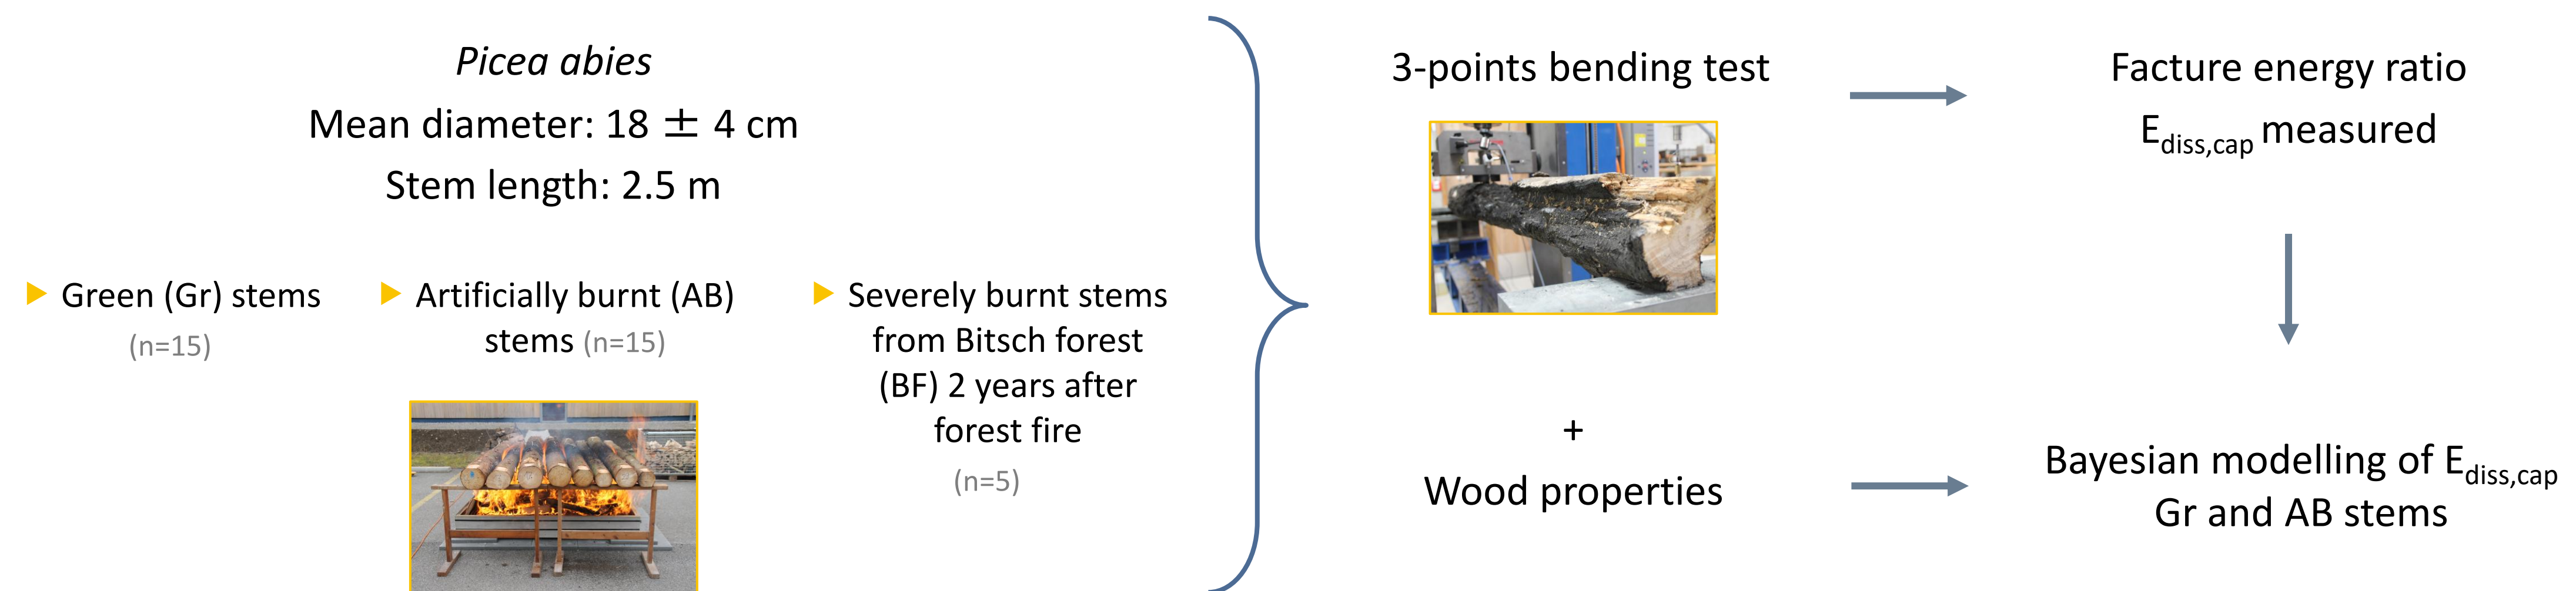 Picea abies
Mean diameter: 18 ± 4 cm
Stem length: 2.5 m
▶ Green (Gr) stems
(n=15)
▶ Artificially burnt (AB)
stems (n=15)
▶ Severely burnt stems
from Bitsch forest
(BF) 2 years after
forest fire
(n=5)
3-points bending test
+
Wood properties
Facture energy ratio
Ediss,cap measured
Bayesian modelling of Ediss,cap
Gr and AB stems